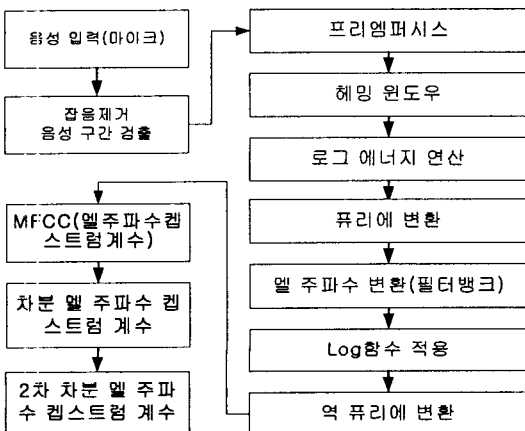 음성 입력(마이크)
잡음제거
음성 구간 검출
프리엠퍼시스
헤밍 윈도우
로그 에너지 연산
퓨리에 변환
멜 주파수 변환(필터뱅크)
Log함수 적용
역 퓨리에 변환
MFCC(멜주파수켑
스트럼계수)
차분 멜 주파수 켑
스트럼 계수
2차 차분 멜 주파
수 켑스트럼 계수